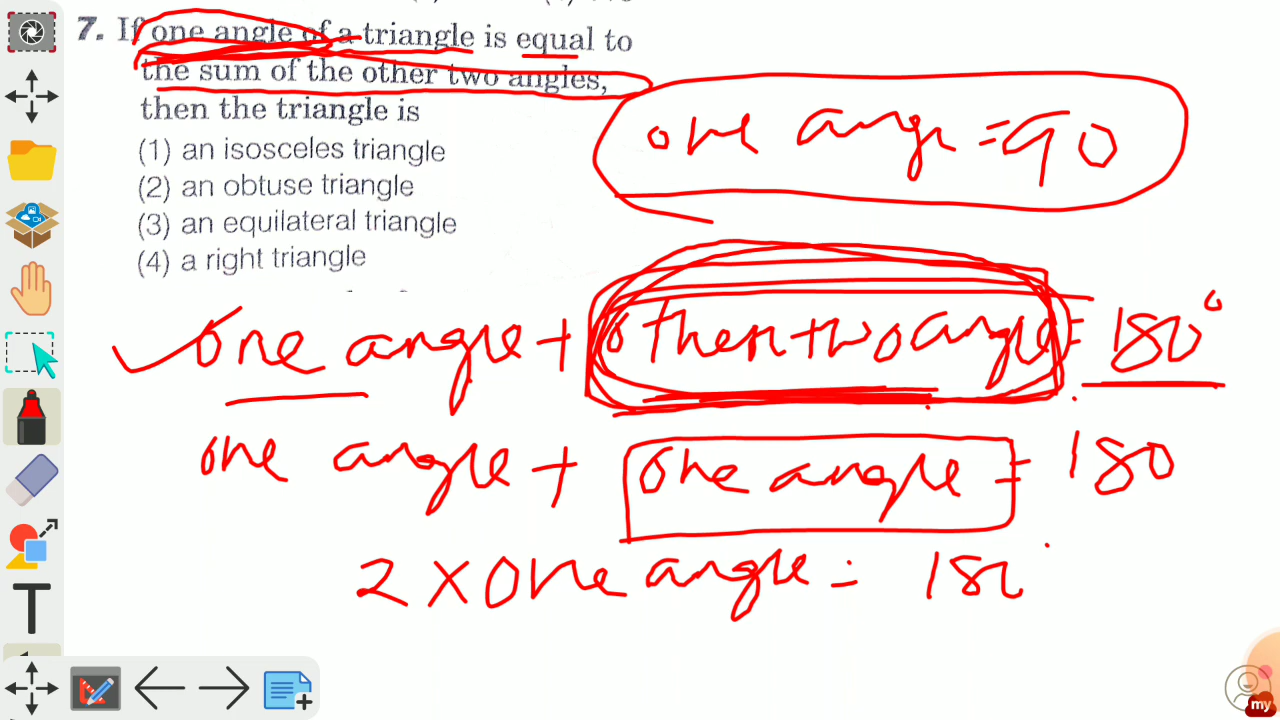 7. If one angle of a triangle is equal to
the sum of the other two angles,
then the triangle is
(1) an isosceles triangle
(2) an obtuse triangle
(3) an equilateral triangle
(4) a right triangle
one angle =90
one angle + other two angle = 180°
one angle + one angle = 180
2 × one angle = 180
T
my